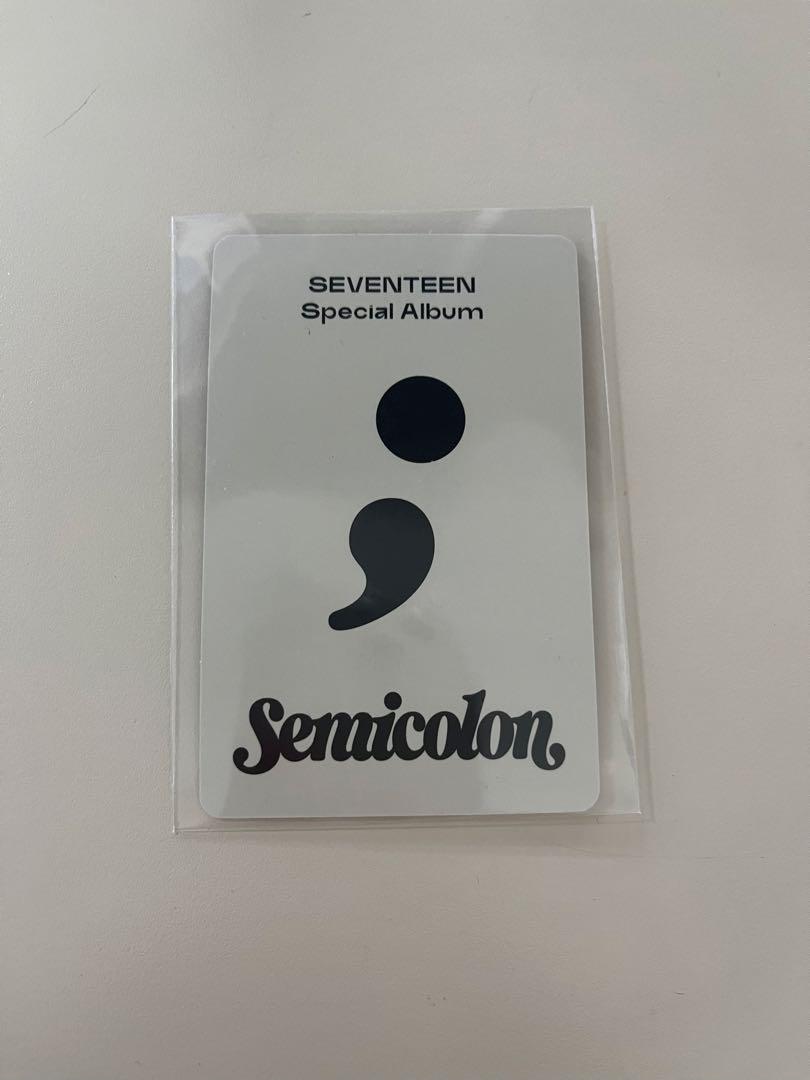 SEVENTEEN
Special Album
;
Semicolon